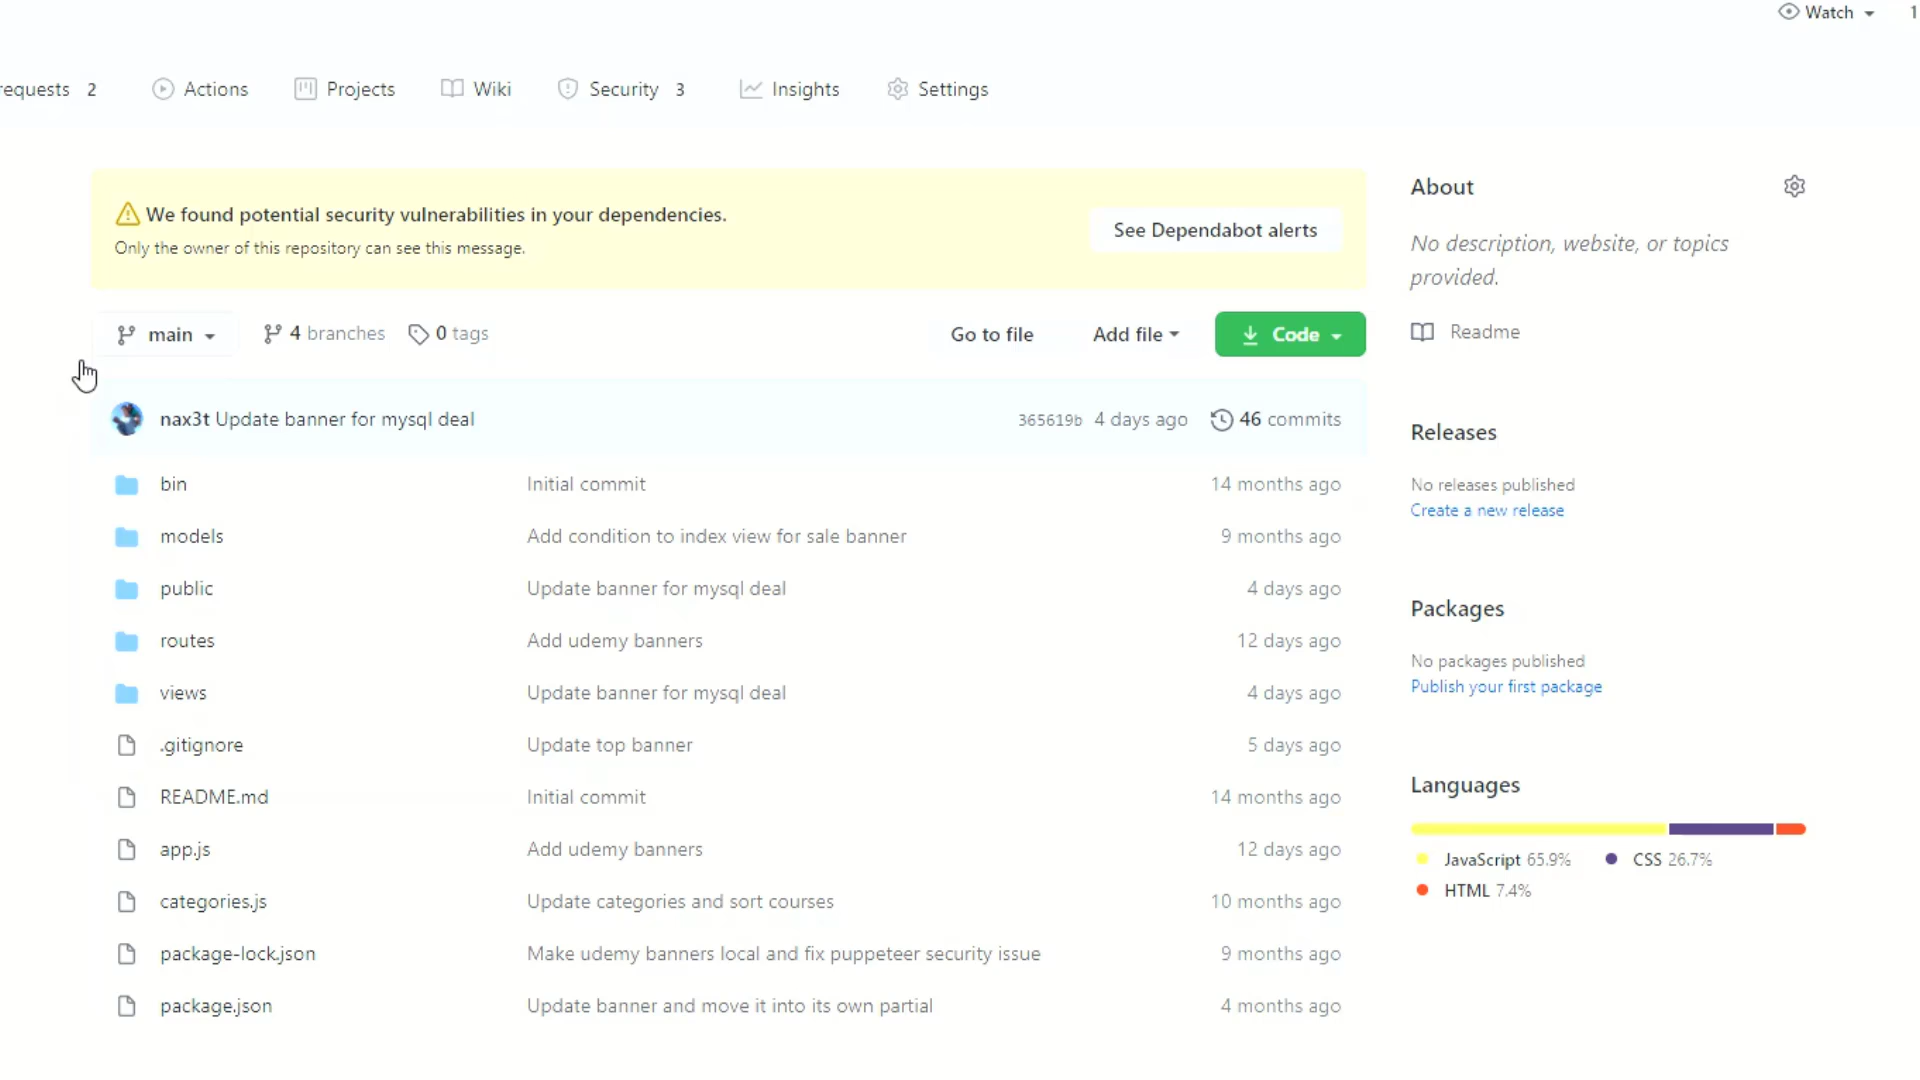 Watch 1
requests 2 Actions Projects Wiki Security 3 Insights Settings
We found potential security vulnerabilities in your dependencies.
Only the owner of this repository can see this message.
See Dependabot alerts
main 4 branches 0 tags Go to file Add file Code
nax3t Update banner for mysql deal 365619b 4 days ago 46 commits
bin Initial commit 14 months ago
models Add condition to index view for sale banner 9 months ago
public Update banner for mysql deal 4 days ago
routes Add udemy banners 12 days ago
views Update banner for mysql deal 4 days ago
.gitignore Update top banner 5 days ago
README.md Initial commit 14 months ago
app.js Add udemy banners 12 days ago
categories.js Update categories and sort courses 10 months ago
package-lock.json Make udemy banners local and fix puppeteer security issue 9 months ago
package.json Update banner and move it into its own partial 4 months ago
About
No description, website, or topics
provided.
Readme
Releases
No releases published
Create a new release
Packages
No packages published
Publish your first package
Languages
JavaScript 65.9% CSS 26.7%
HTML 7.4%